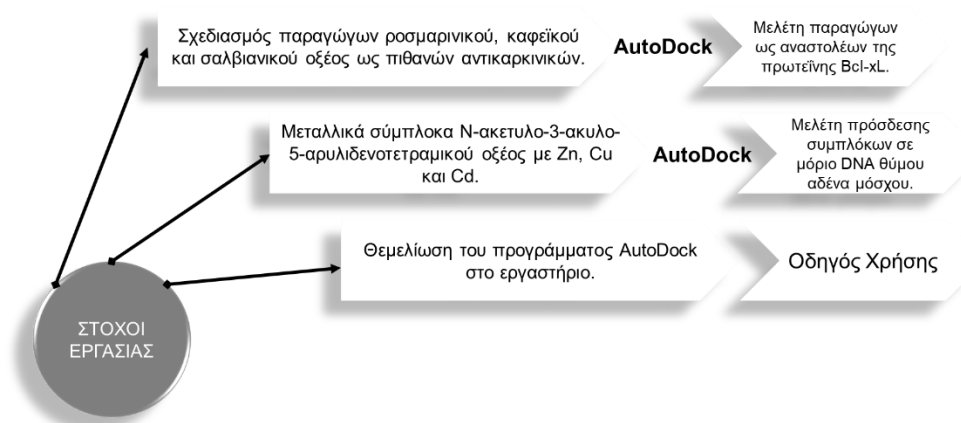 Σχεδιασμός παραγώγων ροσμαρινικού, καφεϊκού
και σαλβιανικού οξέος ως πιθανών αντικαρκινικών.
AutoDock
Μελέτη παραγώγων
ως αναστολέων της
πρωτεΐνης Bcl-xL.
Μεταλλικά σύμπλοκα Ν-ακετυλο-3-ακυλο-
5-αρυλιδενοτετραμικού οξέος με Zn, Cu
και Cd.
AutoDock
Μελέτη πρόσδεσης
συμπλόκων σε
μόριο DNA θύμου
αδένα μόσχου.
Θεμελίωση του προγράμματος AutoDock
στο εργαστήριο.
Οδηγός Χρήσης
ΣΤΟΧΟΙ
ΕΡΓΑΣΙΑΣ